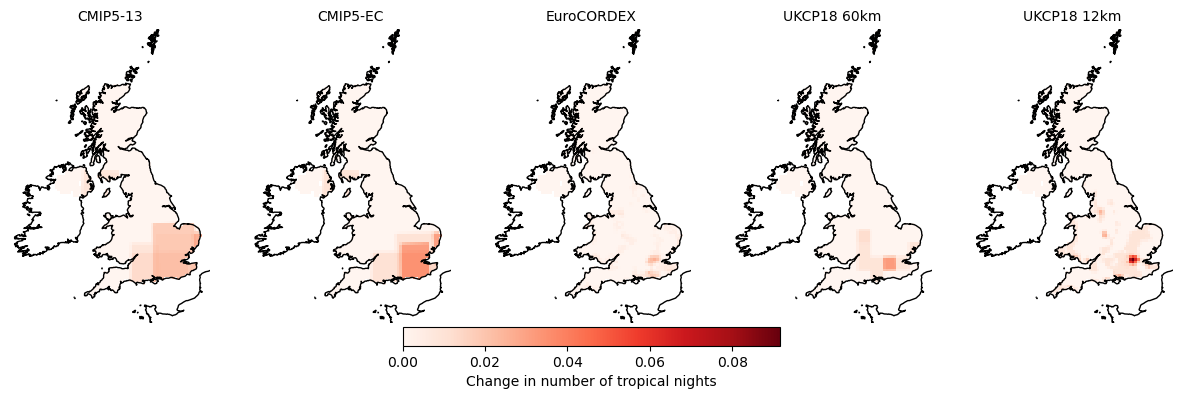 CMIP5-13 CMIP5-EC EuroCORDEX UKCP18 60km UKCP18 12km
0.00 0.02 0.04 0.06 0.08
Change in number of tropical nights